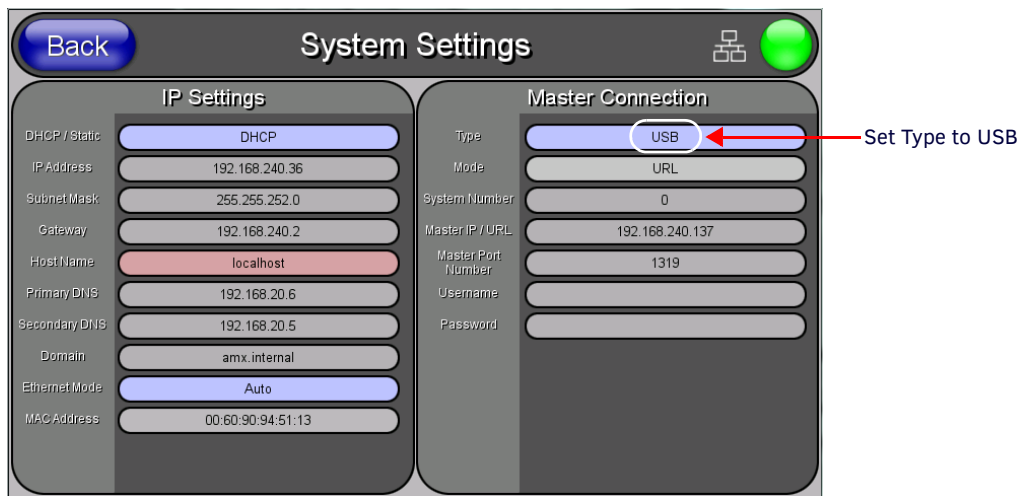 Back
System Settings
IP Settings
DHCP / Static DHCP
IP Address 192.168.240.36
Subnet Mask 255.255.252.0
Gateway 192.168.240.2
Host Name localhost
Primary DNS 192.168.20.6
Secondary DNS 192.168.20.5
Domain amx.internal
Ethernet Mode Auto
MAC Address 00:60:90:94:51:13
Master Connection
Type USB
Set Type to USB
Mode URL
System Number 0
Master IP / URL 192.168.240.137
Master Port
Number 1319
Username
Password